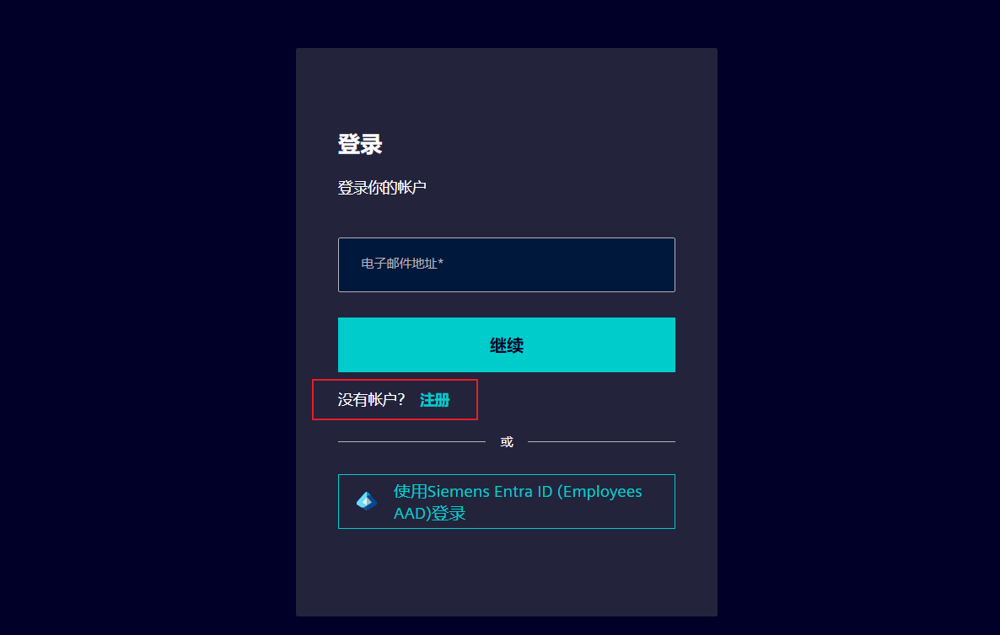 登录
登录你的帐户
电子邮件地址*
继续
没有帐户? 注册
或
使用Siemens Entra ID (Employees
AAD)登录